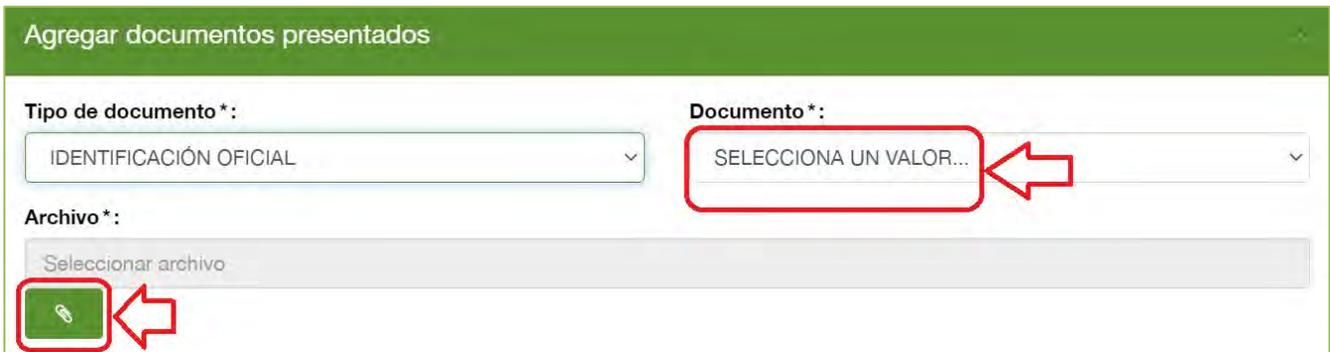 Agregar documentos presentados
Tipo de documento*:
Documento*:
IDENTIFICACIÓN OFICIAL
SELECCIONA UN VALOR...
Archivo*:
Seleccionar archivo